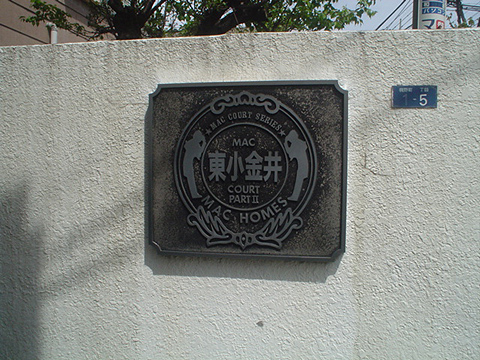 ★ MAC COURT SERIES ★
MAC
東小金井
COURT
PART II
MAC HOMES
5